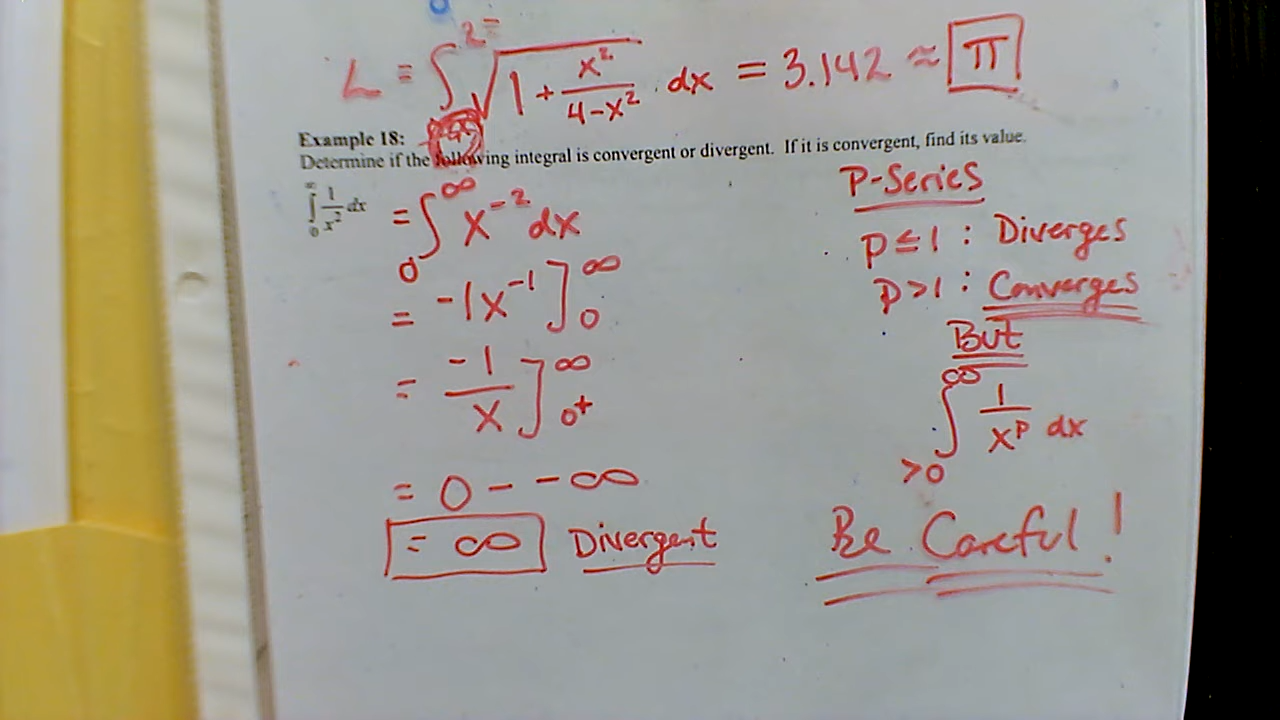 L = ∫ 2 √1 + x²/4-x² dx = 3.142 ≈ π
Example 18:
Determine if the following integral is convergent or divergent. If it is convergent, find its value.
∫₀^∞ 1/x² dx = ∫₀^∞ x⁻² dx
= -1x⁻¹ ]₀^∞
= -1/x ]₀₊^∞
= 0 - -∞
= ∞ Divergent
P-Series
P ≤ 1 : Diverges
P > 1 : Converges
But
∫_>0^∞ 1/xᵖ dx
Be Careful!